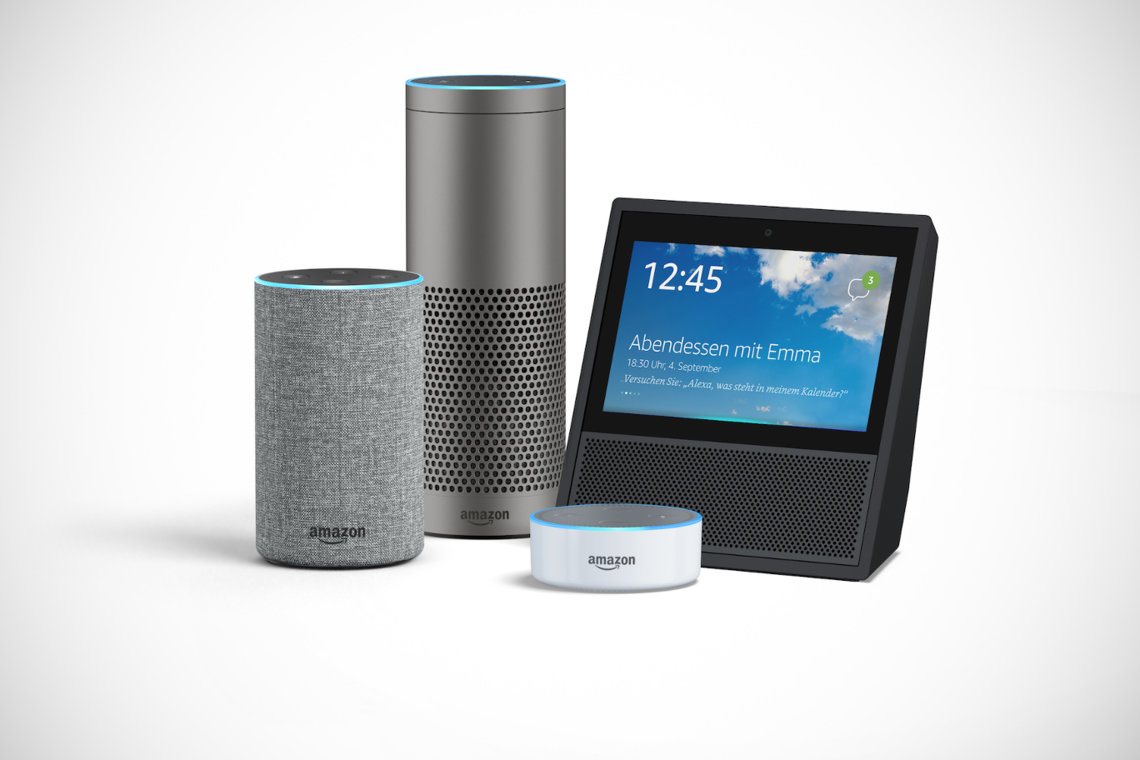 12:45
3
Abendessen mit Emma
18:30 Uhr, 4. September
Versuchen Sie: „Alexa, was steht in meinem Kalender?“
amazon
amazon
amazon